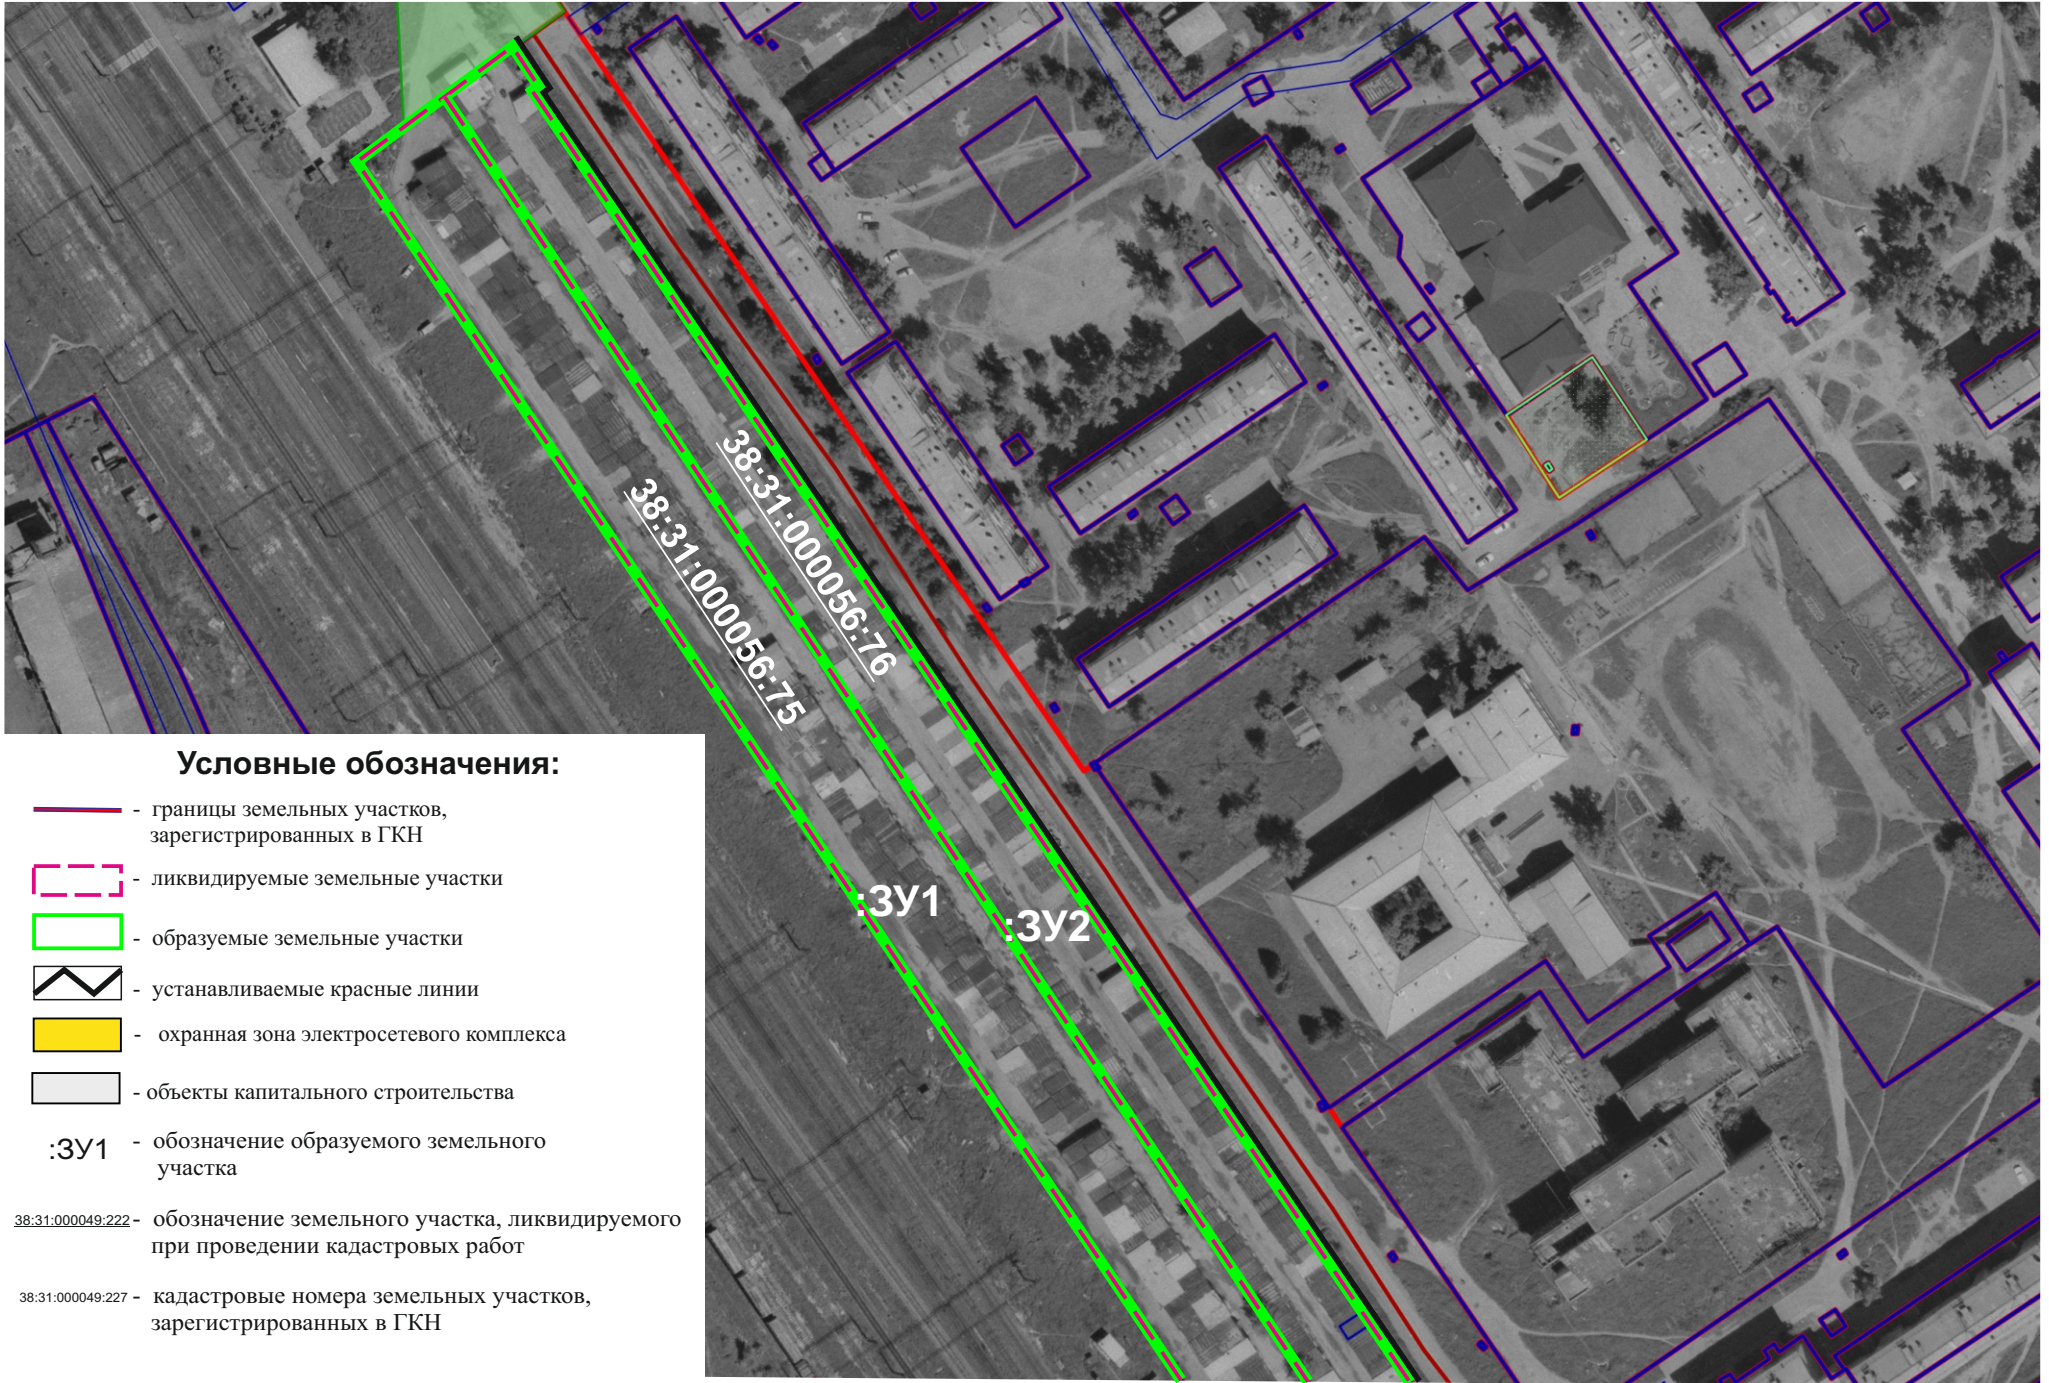 38:31:000056:76
38:31:000056:75
:ЗУ1
:ЗУ2
Условные обозначения:
- границы земельных участков,
зарегистрированных в ГКН
- ликвидируемые земельные участки
- образуемые земельные участки
- устанавливаемые красные линии
- охранная зона электросетевого комплекса
- объекты капитального строительства
:ЗУ1 - обозначение образуемого земельного
участка
38:31:000049:222 - обозначение земельного участка, ликвидируемого
при проведении кадастровых работ
38:31:000049:227 - кадастровые номера земельных участков,
зарегистрированных в ГКН